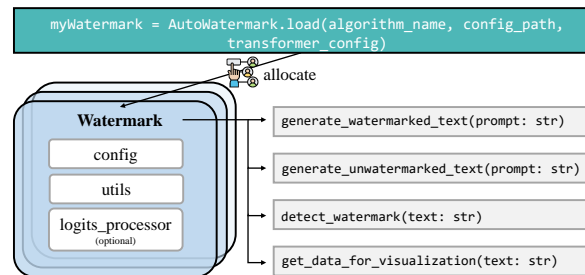 myWatermark = AutoWatermark.load(algorithm_name, config_path,
transformer_config)
allocate
Watermark
config
utils
logits_processor
(optional)
generate_watermarked_text(prompt: str)
generate_unwatermarked_text(prompt: str)
detect_watermark(text: str)
get_data_for_visualization(text: str)